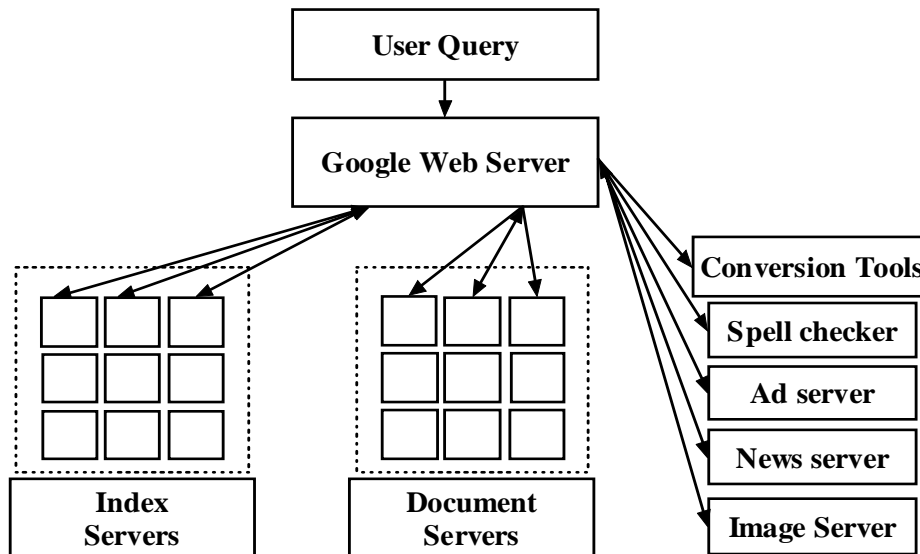 User Query
Google Web Server
Conversion Tools
Spell checker
Ad server
News server
Image Server
Index
Servers
Document
Servers